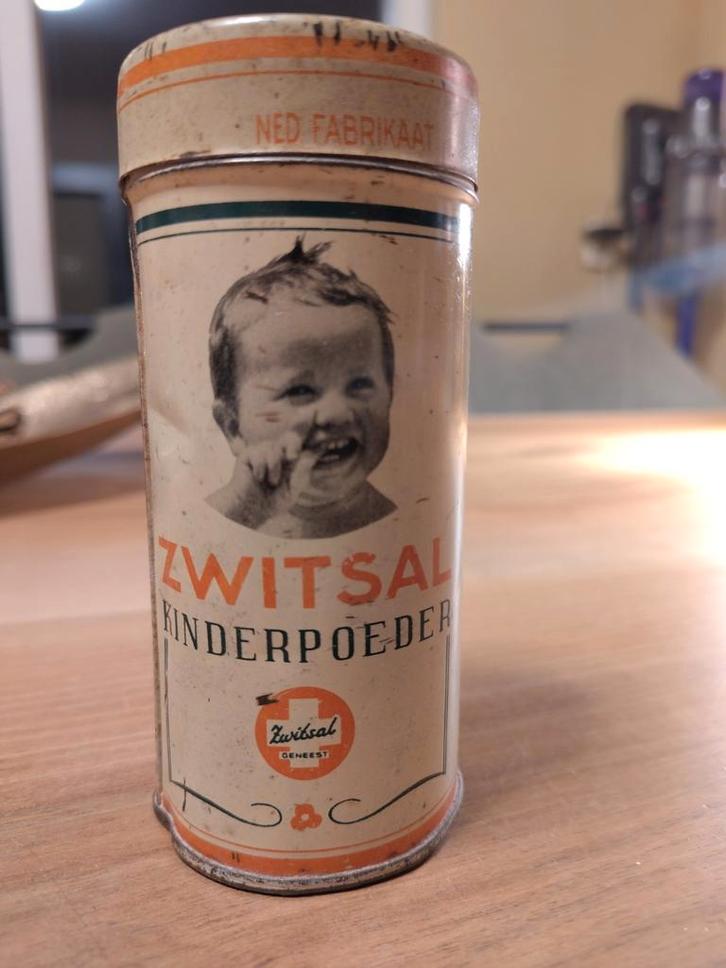 NED FABRIKAAT
ZWITSAL
KINDERPOEDER
Zwitsal
GENEEST